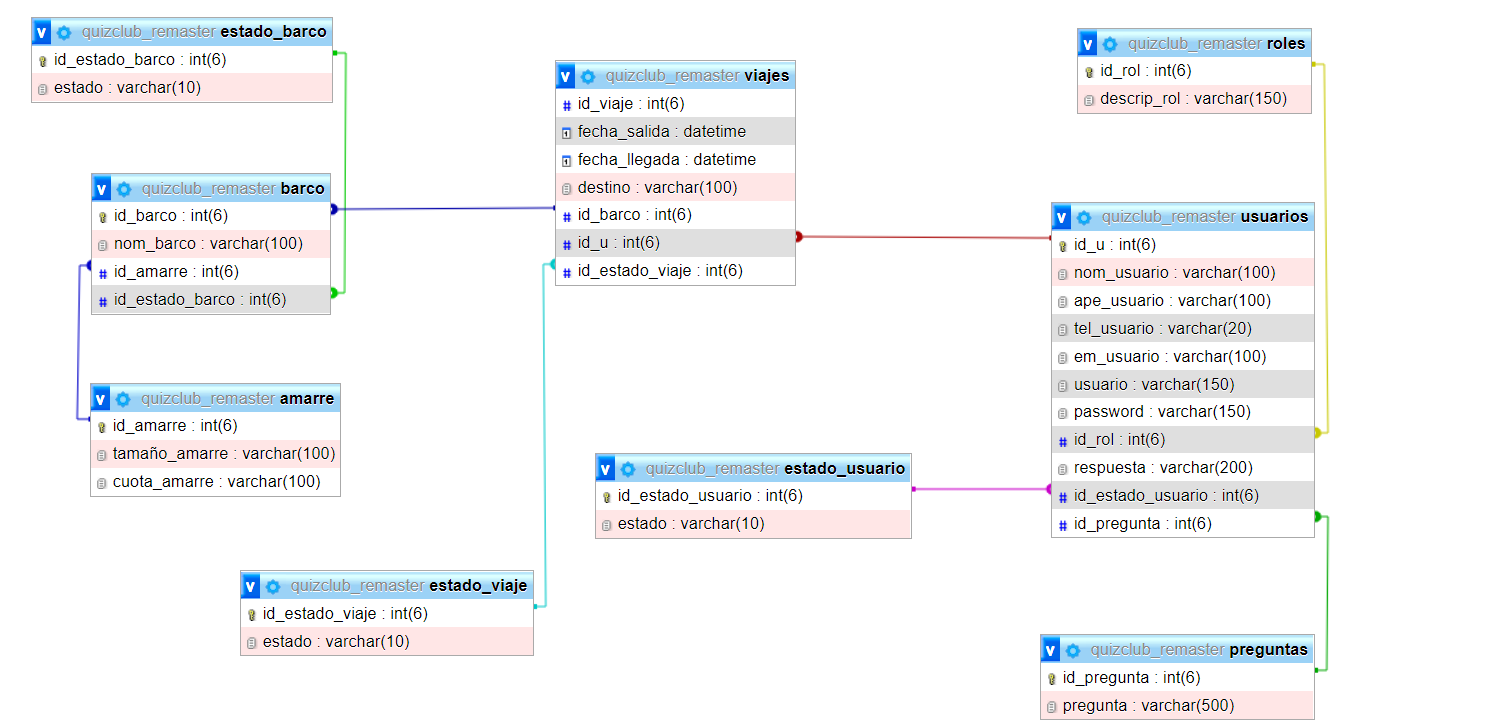 quizclub_remaster estado_barco
id_estado_barco : int(6)
estado : varchar(10)
quizclub_remaster barco
id_barco : int(6)
nom_barco : varchar(100)
id_amarre : int(6)
id_estado_barco : int(6)
quizclub_remaster amarre
id_amarre : int(6)
tamaño_amarre : varchar(100)
cuota_amarre : varchar(100)
quizclub_remaster estado_viaje
id_estado_viaje : int(6)
estado : varchar(10)
quizclub_remaster viajes
id_viaje : int(6)
fecha_salida : datetime
fecha_llegada : datetime
destino : varchar(100)
id_barco : int(6)
id_u : int(6)
id_estado_viaje : int(6)
quizclub_remaster estado_usuario
id_estado_usuario : int(6)
estado : varchar(10)
quizclub_remaster roles
id_rol : int(6)
descrip_rol : varchar(150)
quizclub_remaster usuarios
id_u : int(6)
nom_usuario : varchar(100)
ape_usuario : varchar(100)
tel_usuario : varchar(20)
em_usuario : varchar(100)
usuario : varchar(150)
password : varchar(150)
id_rol : int(6)
respuesta : varchar(200)
id_estado_usuario : int(6)
id_pregunta : int(6)
quizclub_remaster preguntas
id_pregunta : int(6)
pregunta : varchar(500)